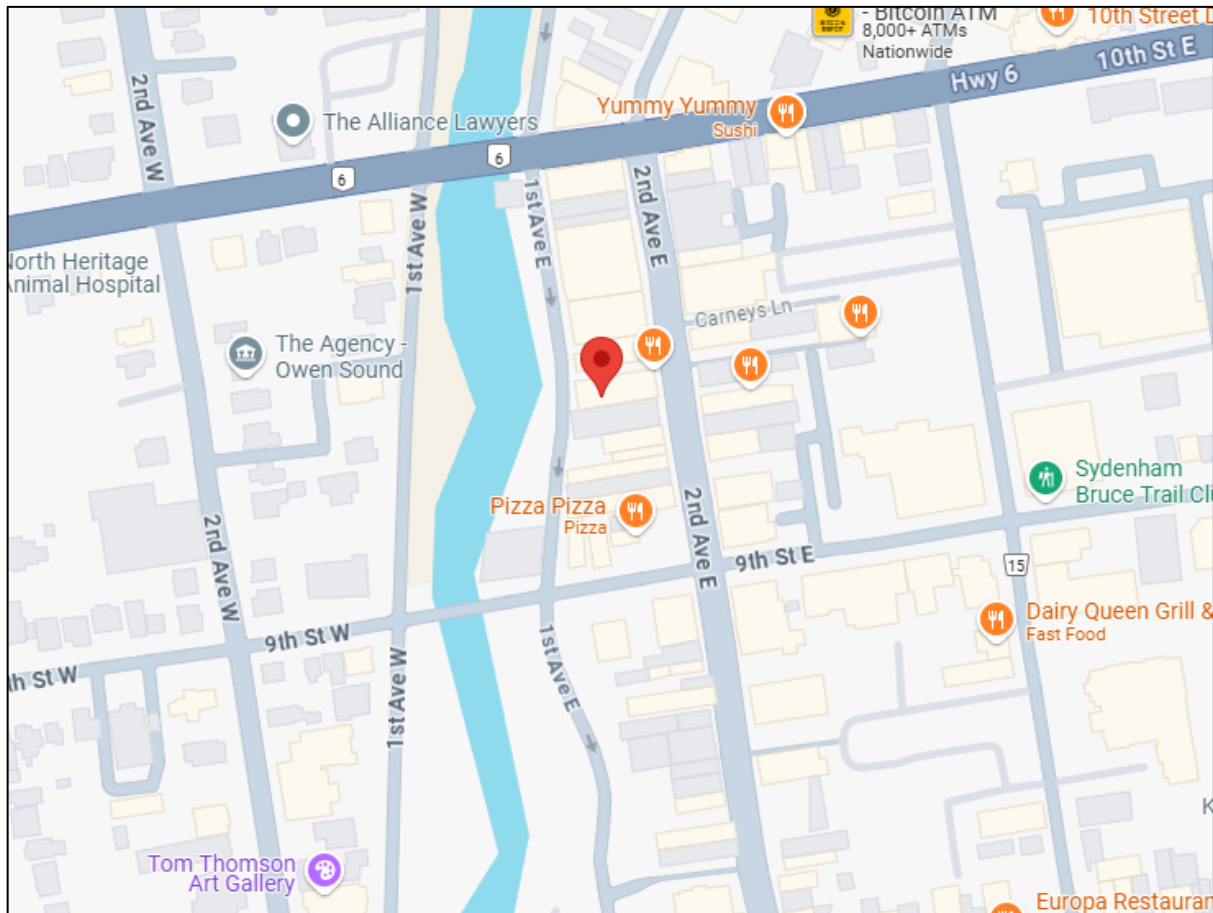 - Bitcoin ATM
8,000+ ATMs
Nationwide
10th Street D
10th St E
Hwy 6
2nd Ave W
The Alliance Lawyers
Yummy Yummy
Sushi
6
6
1st Ave W
1st Ave E
2nd Ave E
North Heritage
Animal Hospital
Carneys Ln
The Agency -
Owen Sound
Sydenham
Bruce Trail Clu
Pizza Pizza
Pizza
2nd Ave W
2nd Ave E
9th St E
15
Dairy Queen Grill &
Fast Food
9th St W
th St W
1st Ave W
1st Ave E
K
Tom Thomson
Art Gallery
Europa Restauran